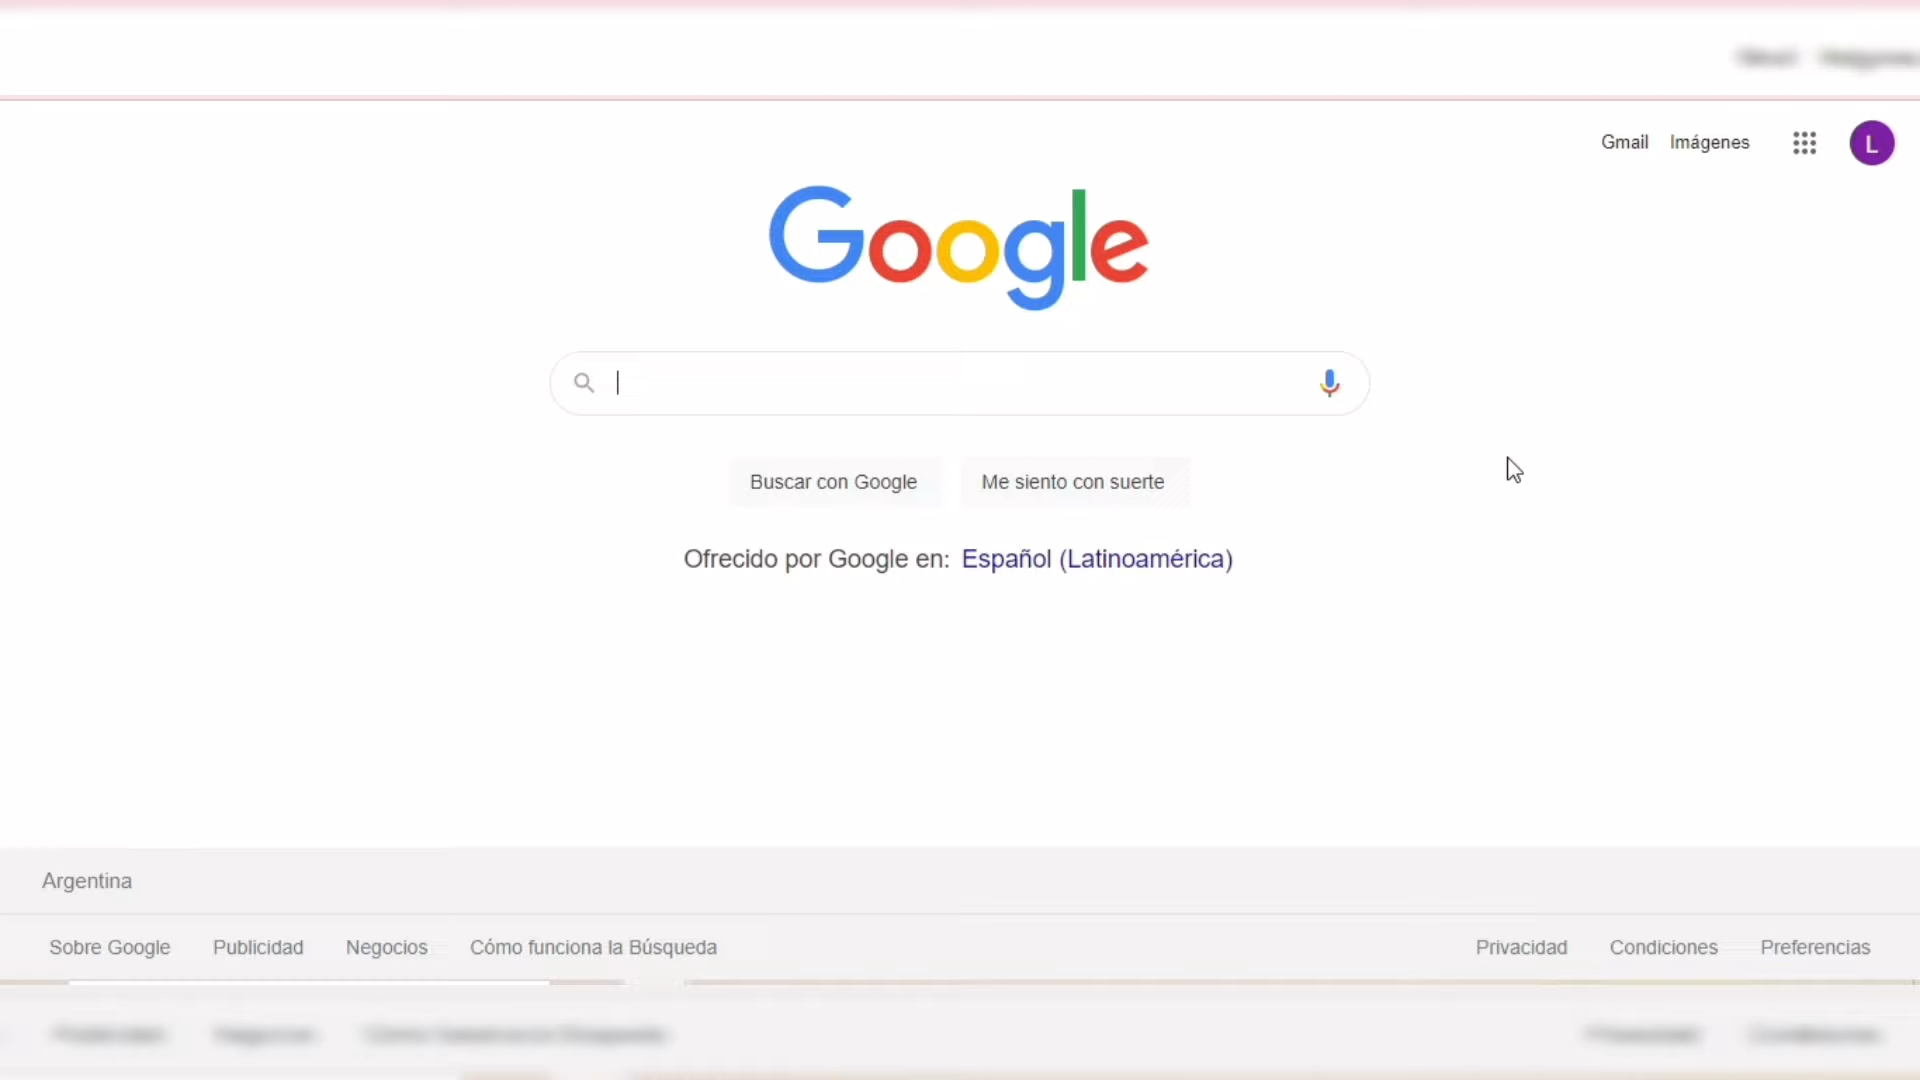 Gmail Imágenes
L
Google
Buscar con Google Me siento con suerte
Ofrecido por Google en: Español (Latinoamérica)
Argentina
Sobre Google Publicidad Negocios Cómo funciona la Búsqueda Privacidad Condiciones Preferencias